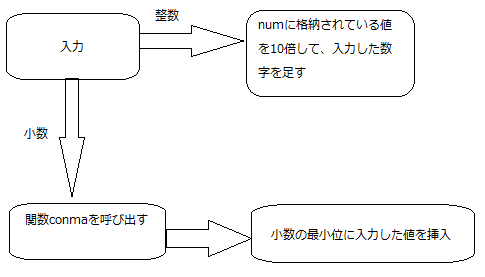 入力
整数
numに格納されている値
を10倍して、入力した数
字を足す
小数
関数conmaを呼び出す
小数の最小位に入力した値を挿入